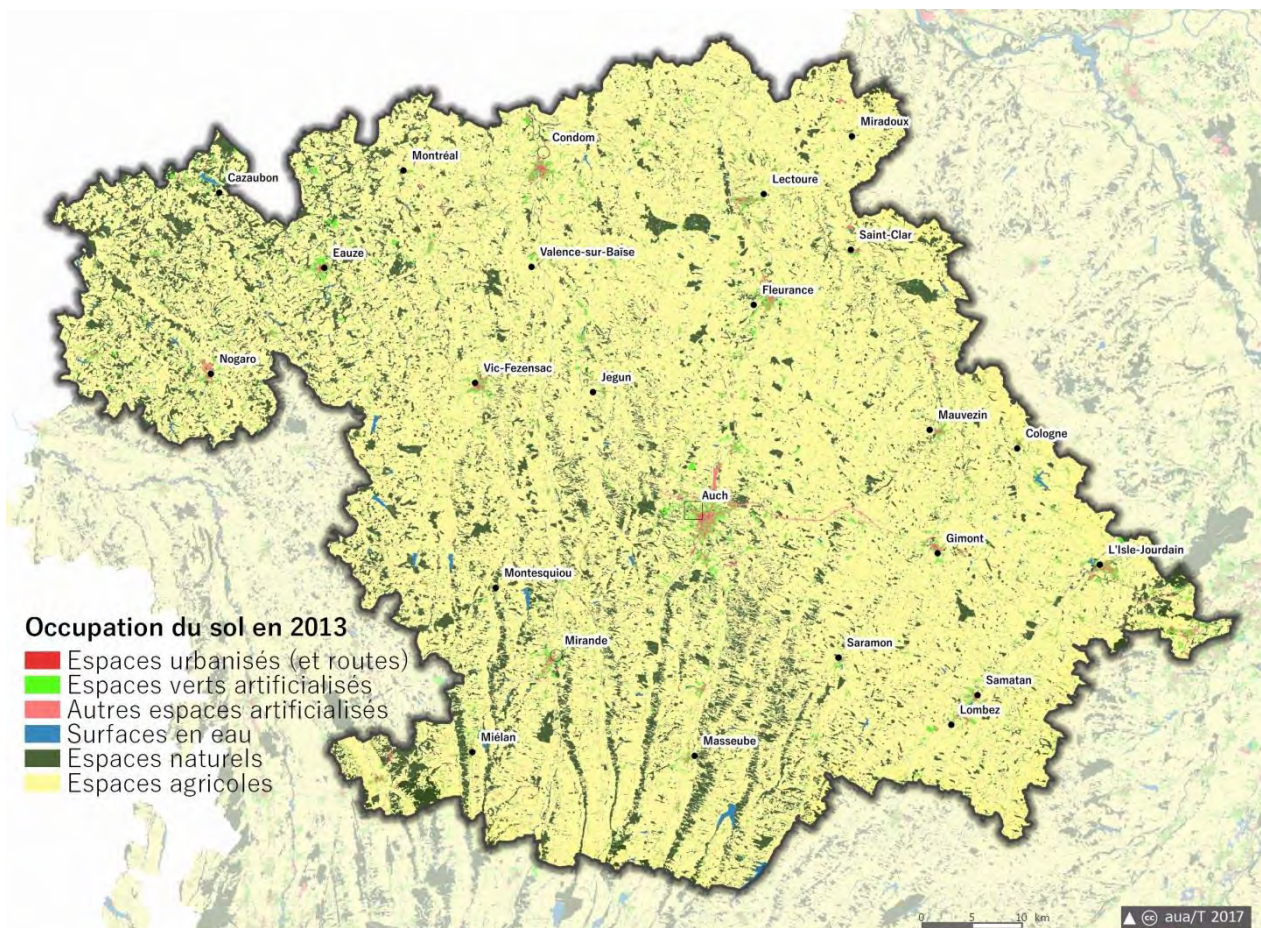 Miradoux
Condom
Montréal
Cazaubon
Lectoure
Saint-Clar
Eauze
Valence-sur-Baïse
Fleurance
Nogaro
Vic-Fezensac
Jegun
Mauvezin
Cologne
Auch
Gimont
L'Isle-Jourdain
Montesquiou
Mirande
Saramon
Samatan
Lombez
Miélan
Masseube
Occupation du sol en 2013
Espaces urbanisés (et routes)
Espaces verts artificialisés
Autres espaces artificialisés
Surfaces en eau
Espaces naturels
Espaces agricoles
0 5 10 km
cc aua/T 2017